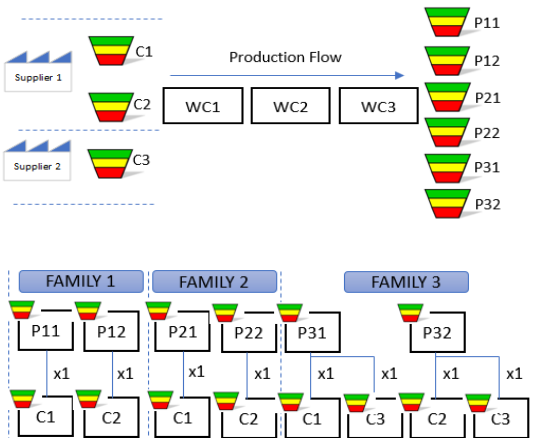 P11
C1
Production Flow
Supplier 1
P12
C2
WC1 WC2 WC3
P21
P22
C3
Supplier 2
P31
P32
FAMILY 1 FAMILY 2 FAMILY 3
P11 P12 P21 P22 P31 P32
x1 x1 x1 x1 x1 x1 x1 x1
C1 C2 C1 C2 C1 C3 C2 C3